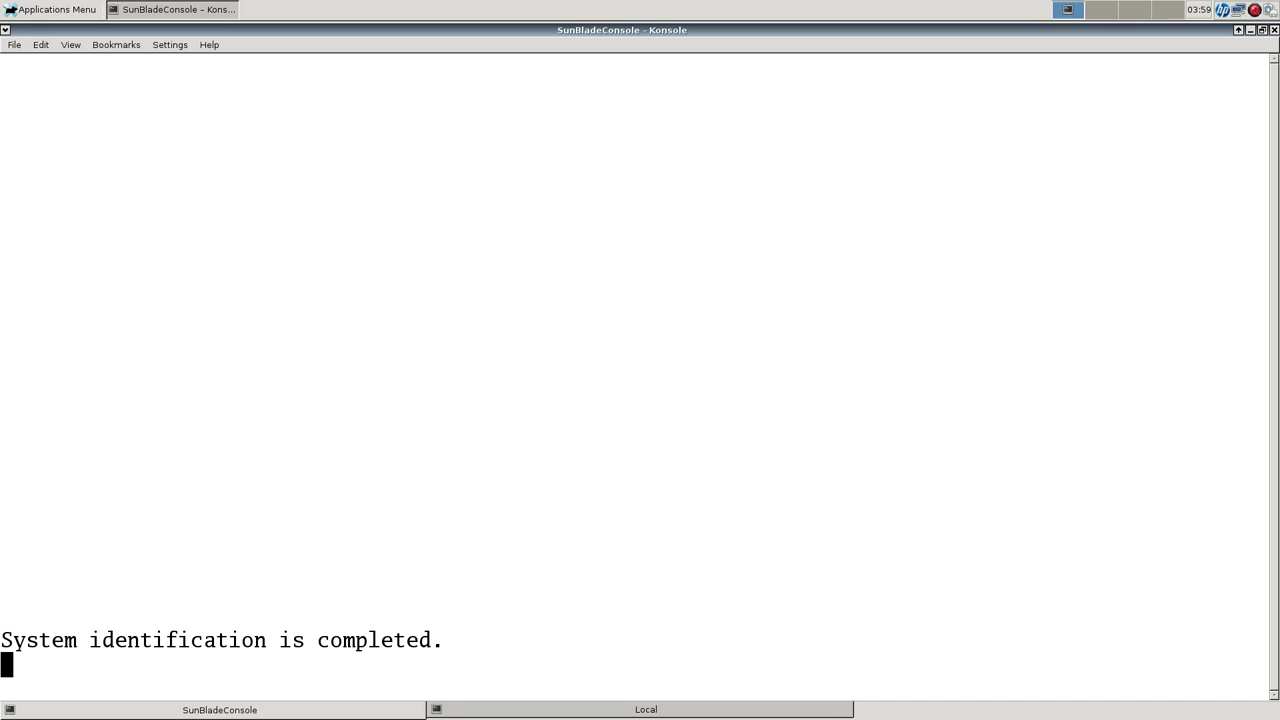 Applications Menu SunBladeConsole - Kons... 03:59
SunBladeConsole - Konsole
File Edit View Bookmarks Settings Help
System identification is completed.
SunBladeConsole Local